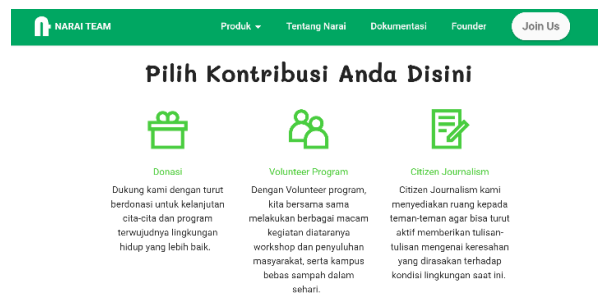 NARAI TEAM
Produk Tentang Narai Dokumentasi Founder Join Us
Pilih Kontribusi Anda Disini
Donasi
Dukung kami dengan turut
berdonasi untuk kelanjutan
cita-cita dan program
terwujudnya lingkungan
hidup yang lebih baik.
Volunteer Program
Dengan Volunteer program,
kita bersama sama
melakukan berbagai macam
kegiatan diataranya
workshop dan penyuluhan
masyarakat, serta kampus
bebas sampah dalam
sehari.
Citizen Journalism
Citizen Journalism kami
menyediakan ruang kepada
teman-teman agar bisa turut
aktif memberikan tulisan-
tulisan mengenai keresahan
yang dirasakan terhadap
kondisi lingkungan saat ini.